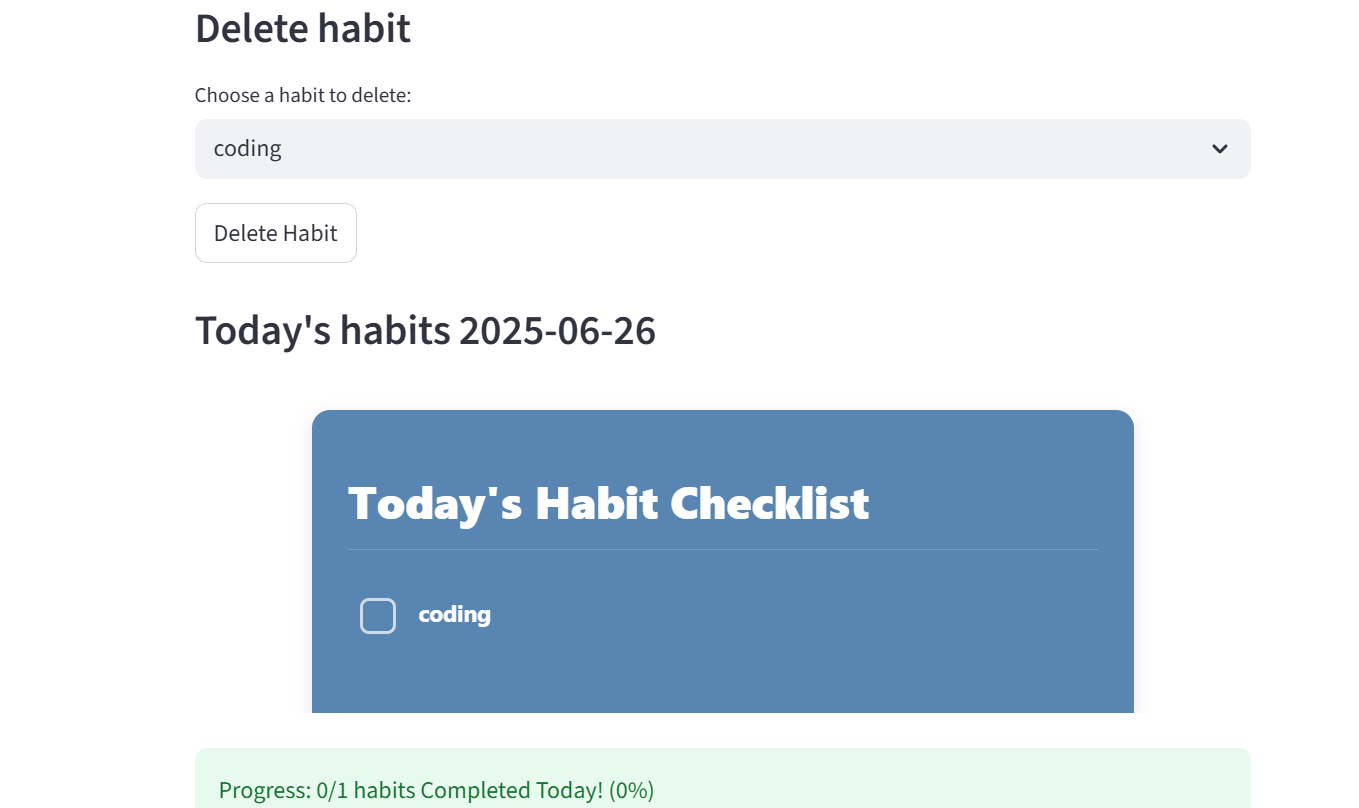 Delete habit
Choose a habit to delete:
coding
Delete Habit
Today's habits 2025-06-26
Today's Habit Checklist
coding
Progress: 0/1 habits Completed Today! (0%)